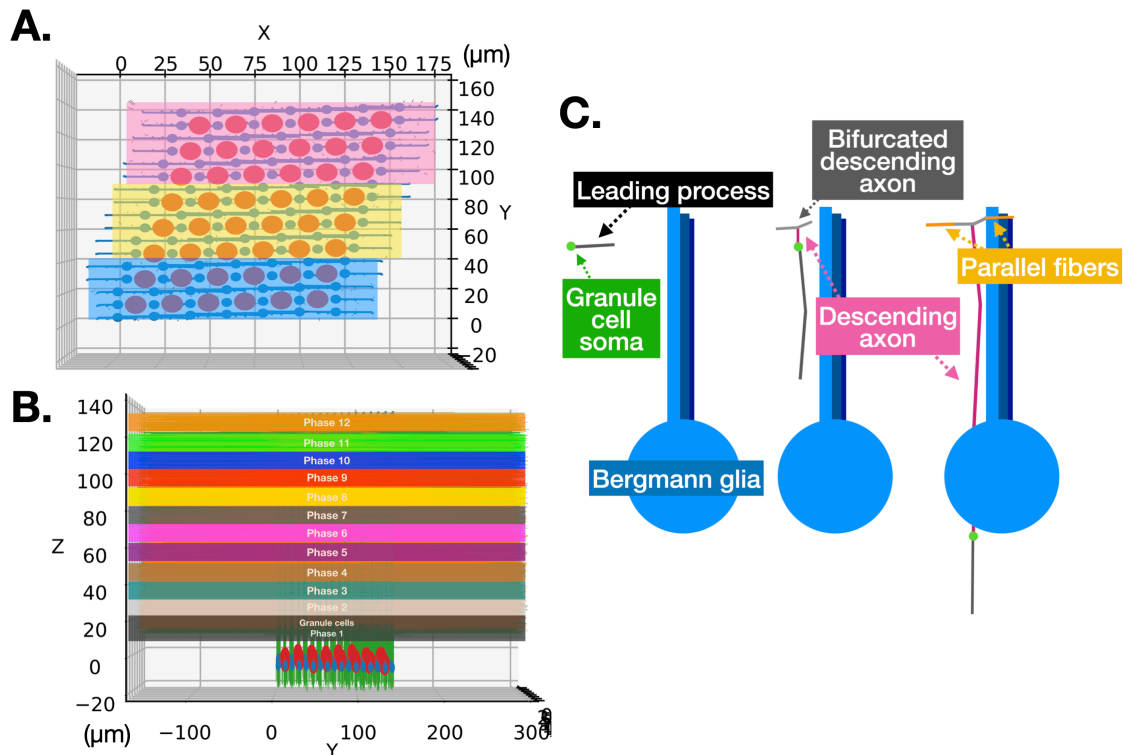 A.
X
(μm)
0 25 50 75 100 125 150 175
160
140
120
100
80
Y
60
40
20
0
−20
B.
140
120
100
80
Z
60
40
20
0
−20
Phase 12
Phase 11
Phase 10
Phase 9
Phase 8
Phase 7
Phase 6
Phase 5
Phase 4
Phase 3
Phase 2
Granule cells
Phase 1
(μm)
−100 0 100 200 300
Y
C.
Leading process
Granule
cell
soma
Bergmann glia
Bifurcated
descending
axon
Descending
axon
Parallel fibers